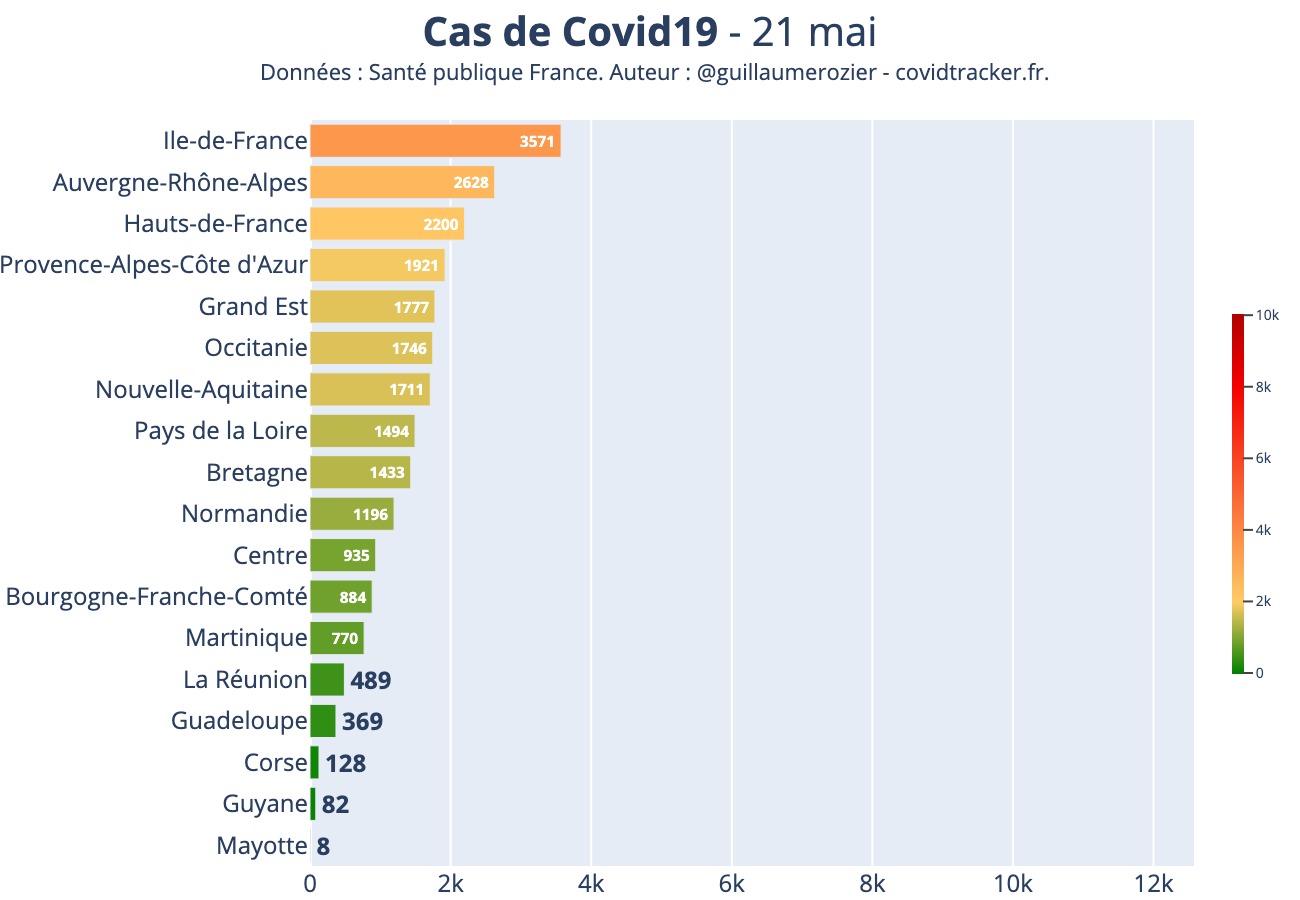 Cas de Covid19 - 21 mai
Données : Santé publique France. Auteur : @guillaumerozier - covidtracker.fr.
Ile-de-France 3571
Auvergne-Rhône-Alpes 2628
Hauts-de-France 2200
Provence-Alpes-Côte d'Azur 1921
Grand Est 1777
Occitanie 1746
Nouvelle-Aquitaine 1711
Pays de la Loire 1494
Bretagne 1433
Normandie 1196
Centre 935
Bourgogne-Franche-Comté 884
Martinique 770
La Réunion 489
Guadeloupe 369
Corse 128
Guyane 82
Mayotte 8
0 2k 4k 6k 8k 10k 12k
10k
8k
6k
4k
2k
0